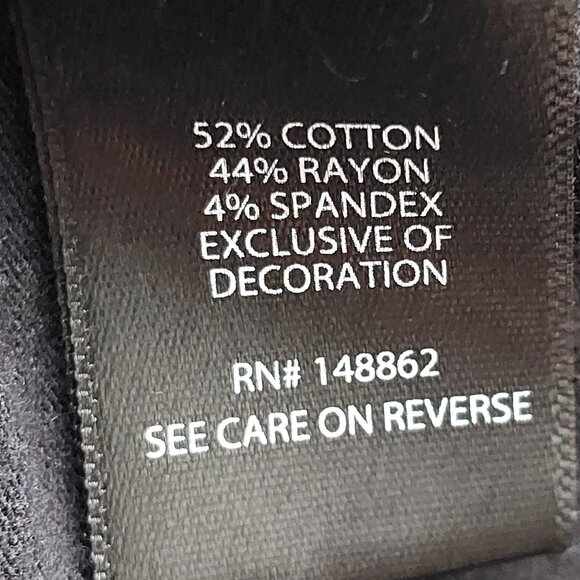 52% COTTON
44% RAYON
4% SPANDEX
EXCLUSIVE OF
DECORATION
RN# 148862
SEE CARE ON REVERSE